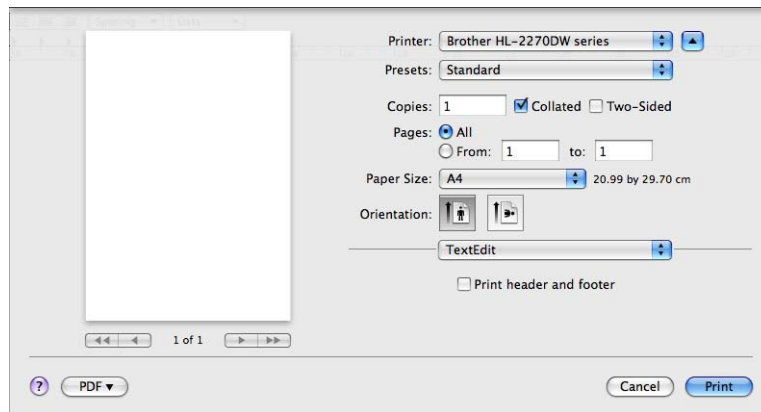 Spacing
Lists
Printer: Brother HL-2270DW series
Presets: Standard
Copies: 1 Collated Two-Sided
Pages: All
From: 1 to: 1
Paper Size: A4 20.99 by 29.70 cm
Orientation:
TextEdit
Print header and footer
1 of 1
? PDF Cancel Print